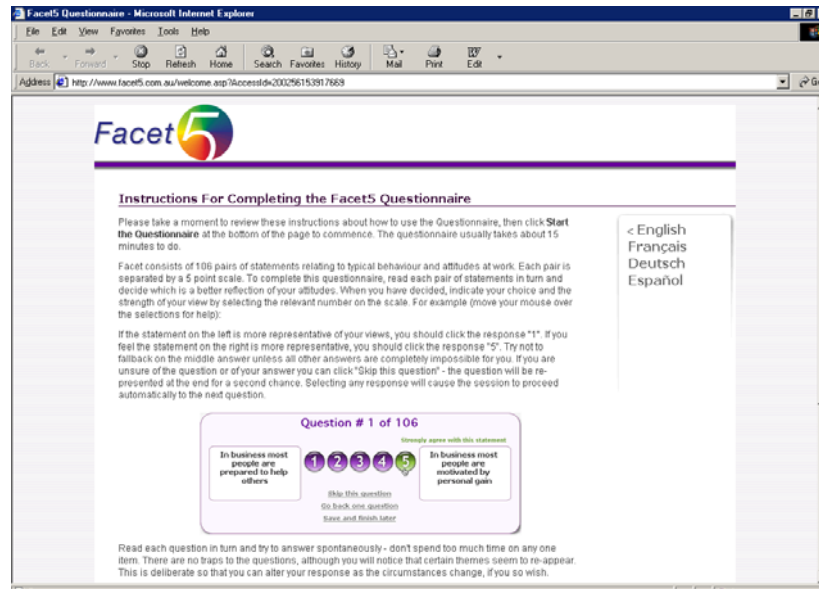 Facet5 Questionnaire - Microsoft Internet Explorer
File Edit View Favorites Tools Help
Back Forward Stop Refresh Home Search Favorites History Mail Print Edit
Address http://www.facet5.com.au/welcome.asp?AccessId=200256153917669
Facet5
Instructions For Completing the Facet5 Questionnaire
Please take a moment to review these instructions about how to use the Questionnaire, then click Start
the Questionnaire at the bottom of the page to commence. The questionnaire usually takes about 15
minutes to do.
Facet consists of 106 pairs of statements relating to typical behaviour and attitudes at work. Each pair is
separated by a 5 point scale. To complete this questionnaire, read each pair of statements in turn and
decide which is a better reflection of your attitudes. When you have decided, indicate your choice and the
strength of your view by selecting the relevant number on the scale. For example (move your mouse over
the selections for help):
If the statement on the left is more representative of your views, you should click the response "1". If you
feel the statement on the right is more representative, you should click the response "5". Try not to
fallback on the middle answer unless all other answers are completely impossible for you. If you are
unsure of the question or of your answer you can click "Skip this question" - the question will be re-
presented at the end for a second chance. Selecting any response will cause the session to proceed
automatically to the next question.
< English
Français
Deutsch
Español
Question # 1 of 106
Strongly agree with this statement
In business most
people are
prepared to help
others
1 2 3 4 5
In business most
people are
motivated by
personal gain
Skip this question
Go back one question
Save and finish later
Read each question in turn and try to answer spontaneously - don't spend too much time on any one
item. There are no traps to the questions, although you will notice that certain themes seem to re-appear.
This is deliberate so that you can alter your response as the circumstances change, if you so wish.